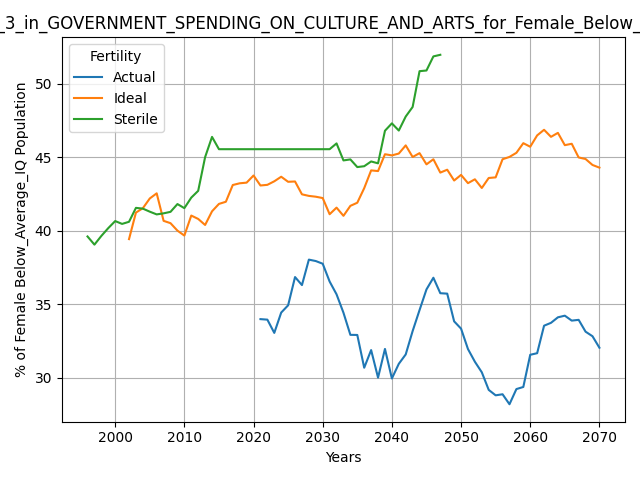 _3_in_GOVERNMENT_SPENDING_ON_CULTURE_AND_ARTS_for_Female_Below_
Fertility
Actual
Ideal
Sterile
% of Female Below_Average_IQ Population
50
45
40
35
30
2000 2010 2020 2030 2040 2050 2060 2070
Years